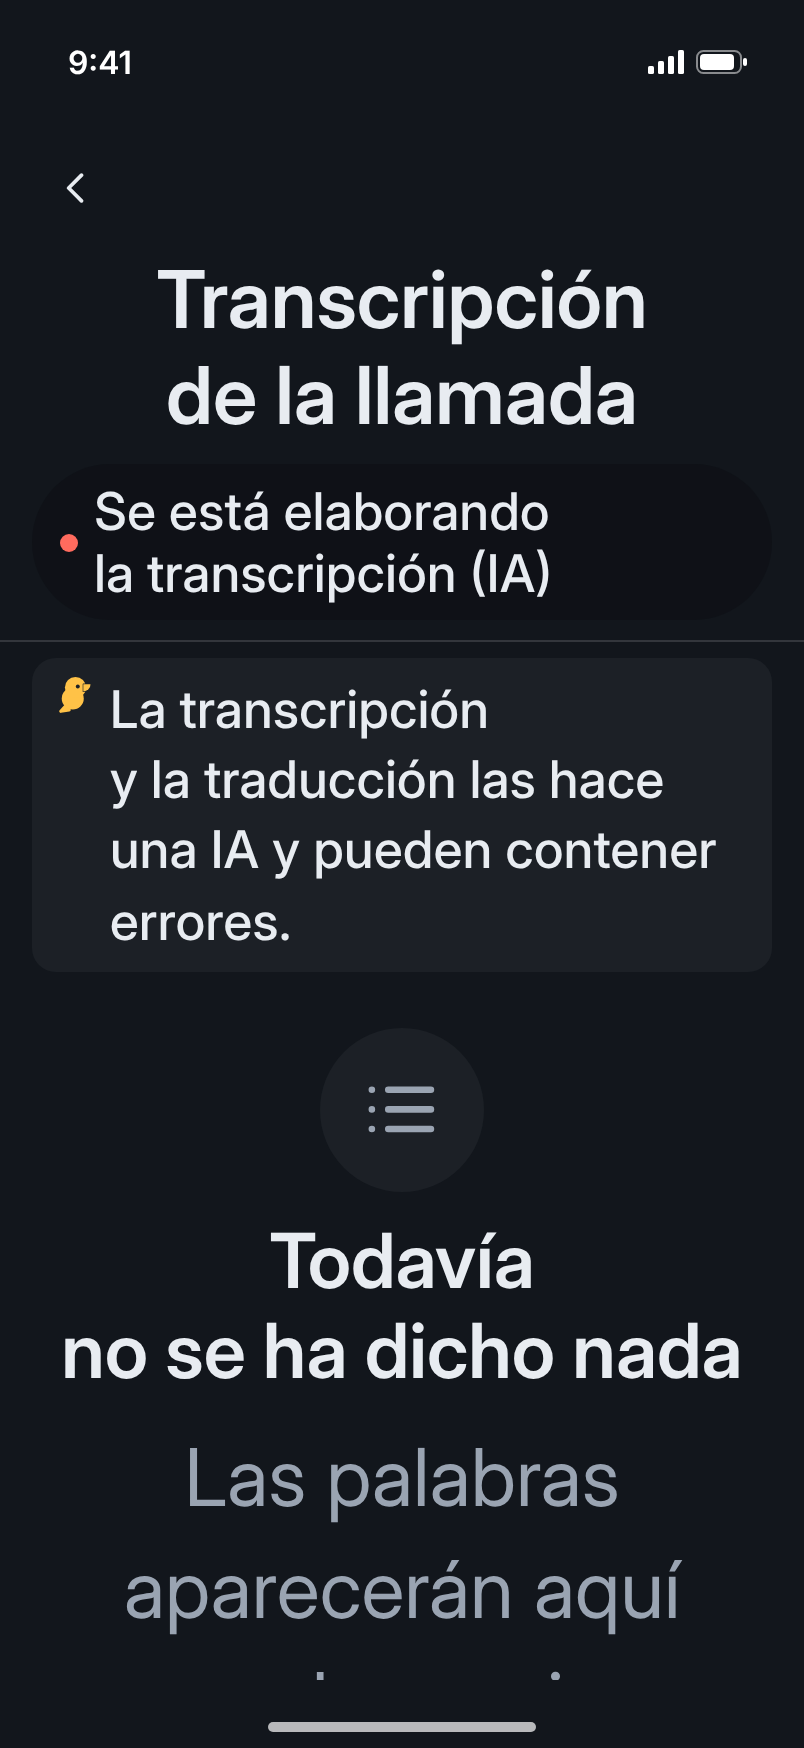 9:41
Transcripción
de la llamada
Se está elaborando
la transcripción (IA)
La transcripción
y la traducción las hace
una IA y pueden contener
errores.
Todavía
no se ha dicho nada
Las palabras
aparecerán aquí